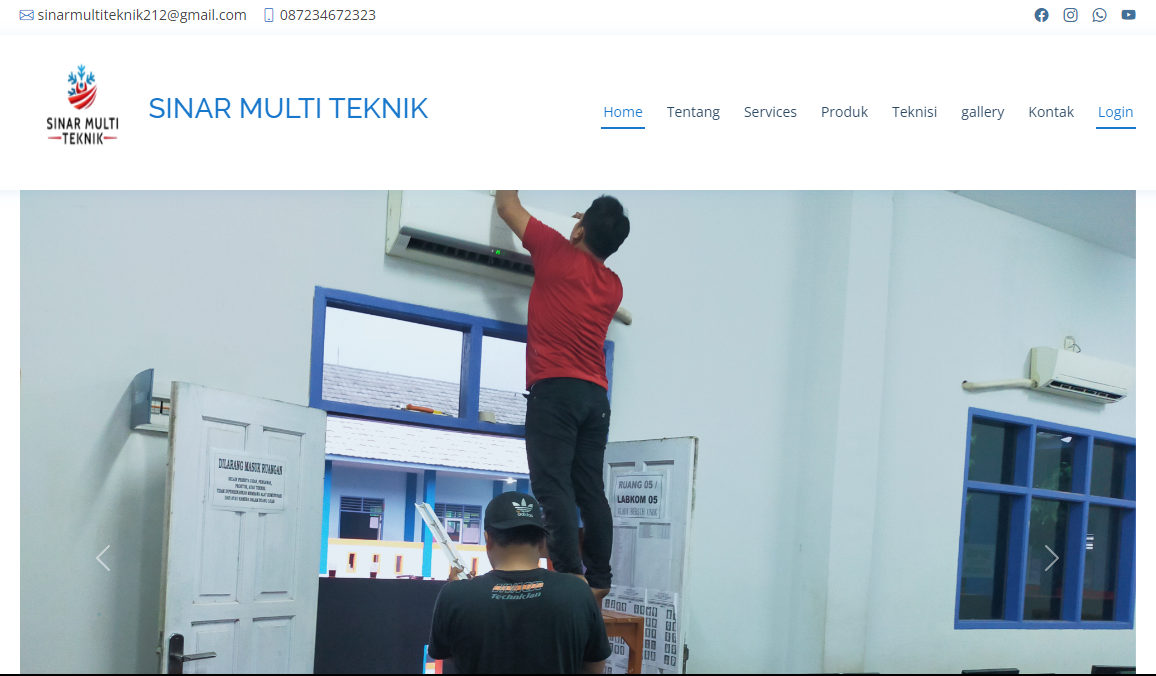 sinarmultiteknik212@gmail.com 087234672323
SINAR MULTI
TEKNIK
SINAR MULTI TEKNIK
Home Tentang Services Produk Teknisi gallery Kontak Login
DILARANG MASUK RUANGAN
RUANG 05 /
LABKOM 05
adidas
Technician